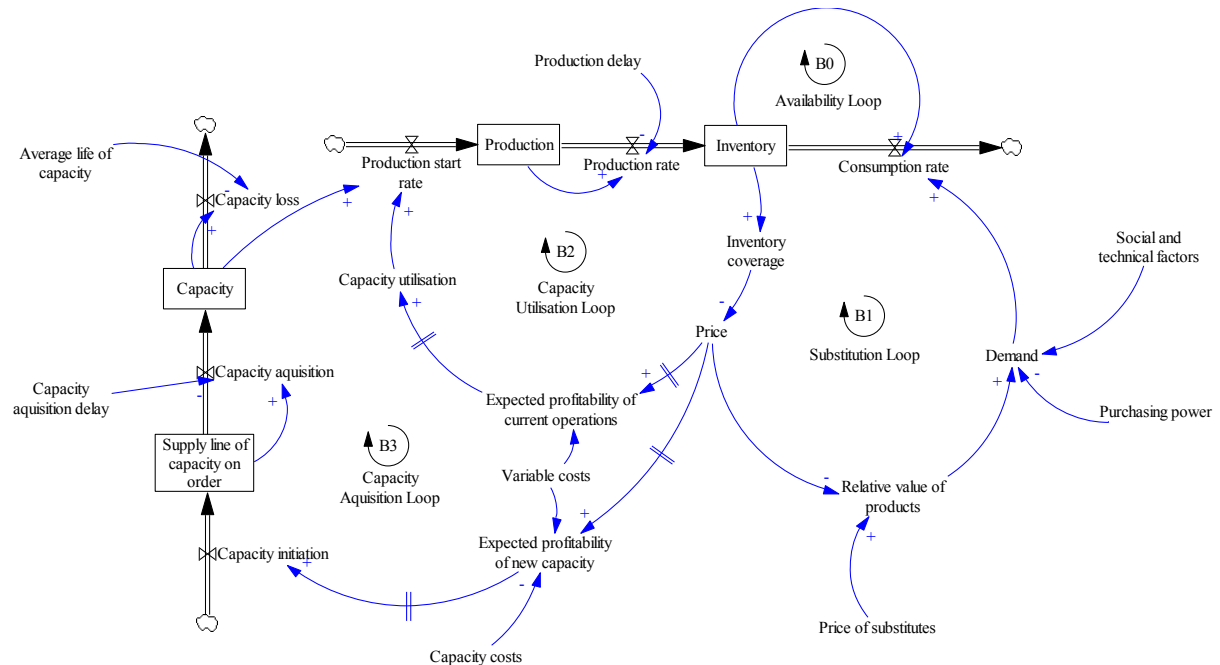 B0
Availability Loop
Production delay
Average life of
capacity
Production
Inventory
Production start
rate
Production rate
Consumption rate
Capacity loss
B2
Capacity
Utilisation Loop
Inventory
coverage
Social and
technical factors
Capacity
Capacity utilisation
B1
Substitution Loop
Price
Demand
Capacity
aquisition delay
Capacity aquisition
Expected profitability of
current operations
Purchasing power
Supply line of
capacity on
order
B3
Capacity
Aquisition Loop
Variable costs
Relative value of
products
Capacity initiation
Expected profitability
of new capacity
Price of substitutes
Capacity costs
+
+
+
+
+
+
+
+
+
+
+
+
+
+
-
-
-
-
-
-
-